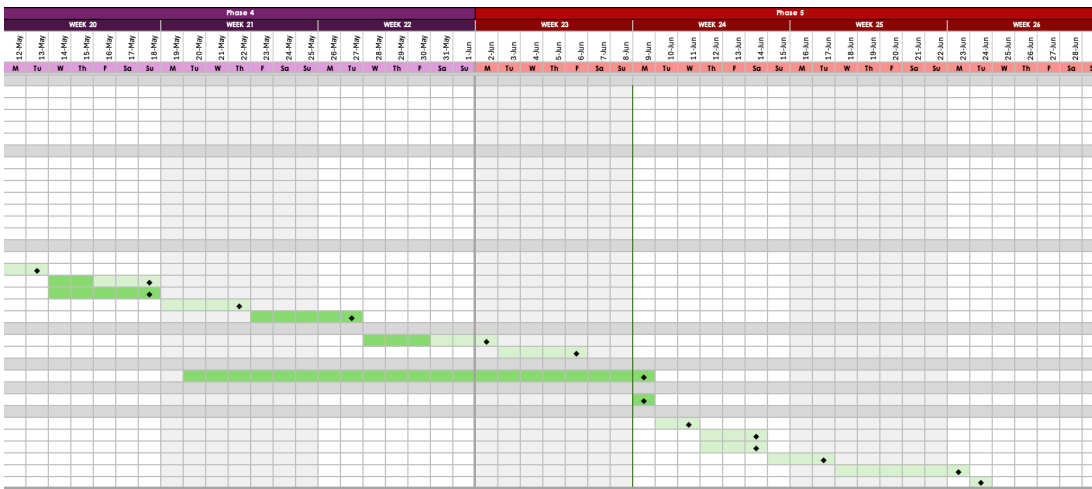 Phase 4 Phase 5
WEEK 20 WEEK 21 WEEK 22 WEEK 23 WEEK 24 WEEK 25 WEEK 26
12-May 13-May 14-May 15-May 16-May 17-May 18-May 19-May 20-May 21-May 22-May 23-May 24-May 25-May 26-May 27-May 28-May 29-May 30-May 31-May 1-Jun 2-Jun 3-Jun 4-Jun 5-Jun 6-Jun 7-Jun 8-Jun 9-Jun 10-Jun 11-Jun 12-Jun 13-Jun 14-Jun 15-Jun 16-Jun 17-Jun 18-Jun 19-Jun 20-Jun 21-Jun 22-Jun 23-Jun 24-Jun 25-Jun 26-Jun 27-Jun 28-Jun
M Tu W Th F Sa Su M Tu W Th F Sa Su M Tu W Th F Sa Su M Tu W Th F Sa Su M Tu W Th F Sa Su M Tu W Th F Sa Su M Tu W Th F Sa